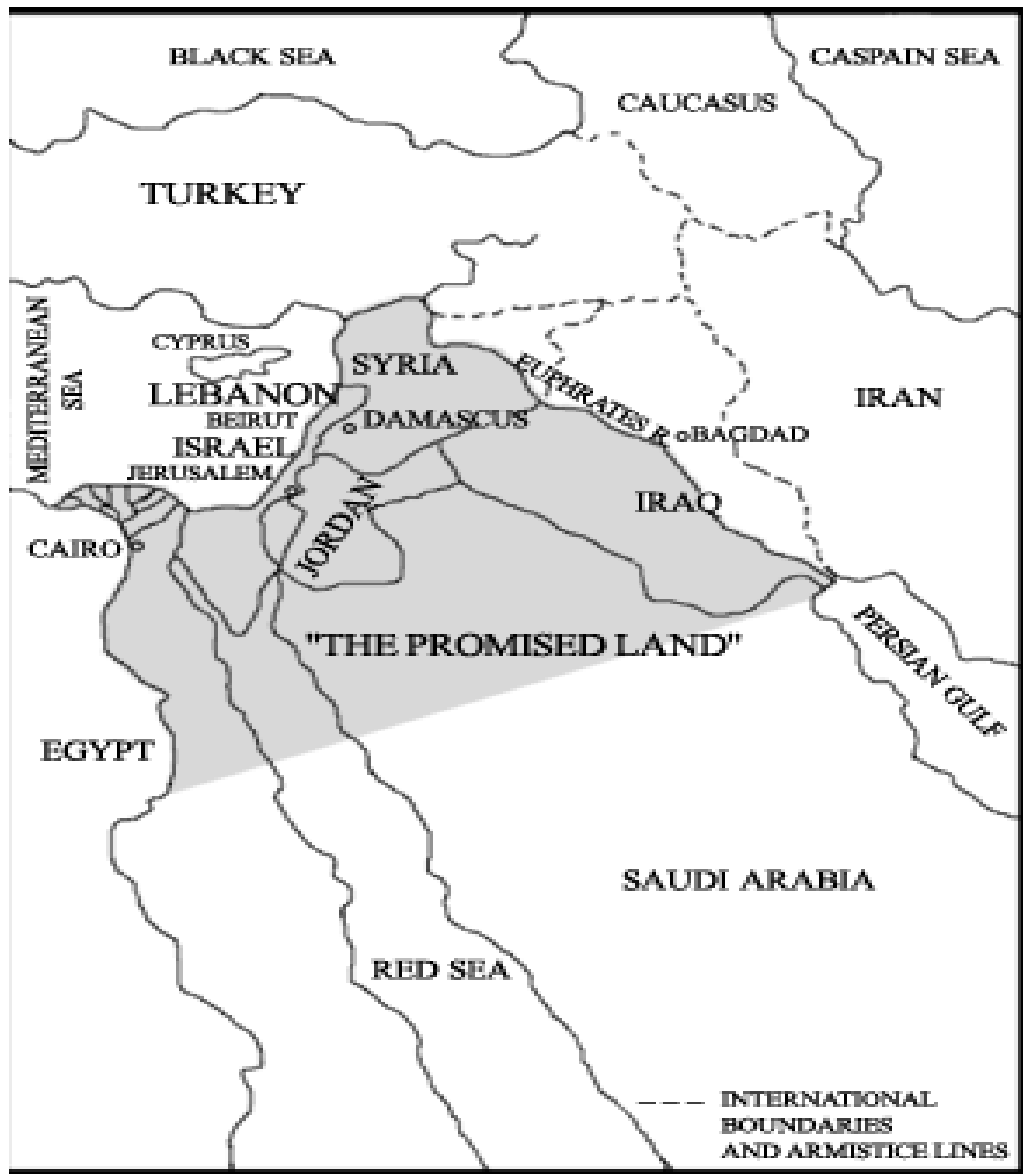 BLACK SEA
CASPAIN SEA
CAUCASUS
TURKEY
MEDITERRANEAN
SEA
CYPRUS
SYRIA
LEBANON
BEIRUT
DAMASCUS
ISRAEL
JERUSALEM
EUPHRATES R
BAGDAD
IRAN
IRAQ
JORDAN
CAIRO
"THE PROMISED LAND"
PERSIAN GULF
EGYPT
SAUDI ARABIA
RED SEA
INTERNATIONAL
BOUNDARIES
AND ARMISTICE LINES